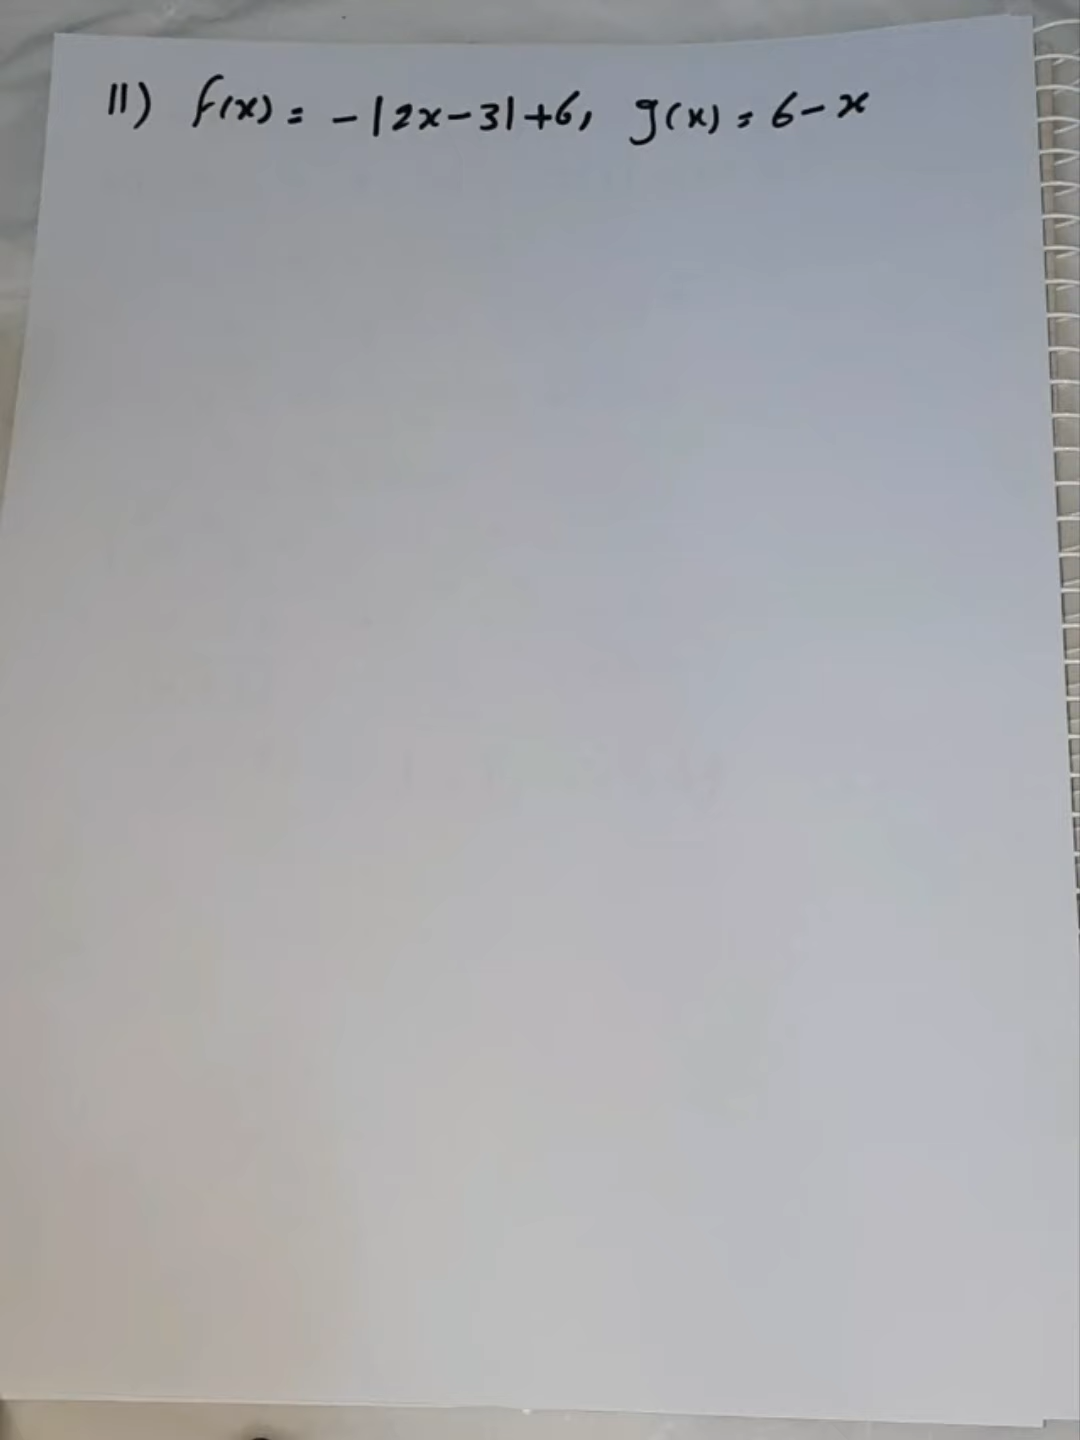 11) f(x) = -|2x-3|+6, g(x) = 6-x